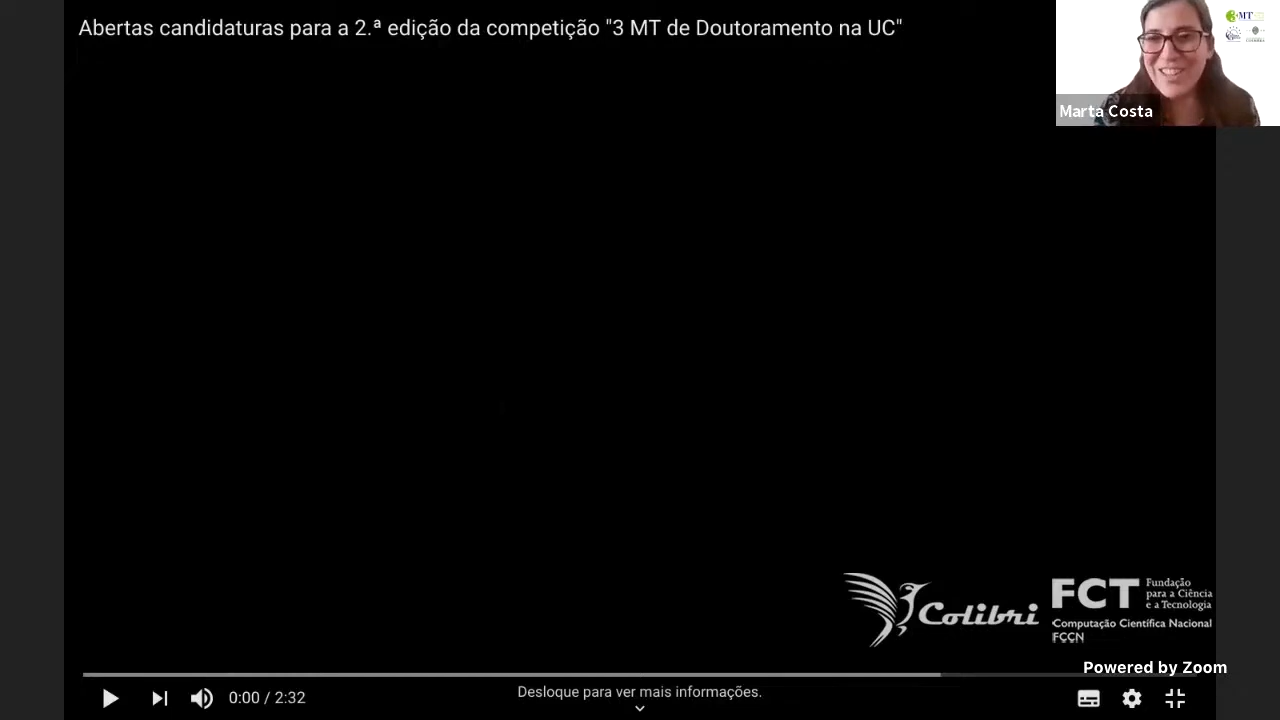 Abertas candidaturas para a 2.ª edição da competição "3 MT de Doutoramento na UC"
MT
Marta Costa
Colibri
FCT
Fundação
para a Ciência
e a Tecnologia
Computação Científica Nacional
FCCN
Powered by Zoom
0:00 / 2:32
Desloque para ver mais informações.